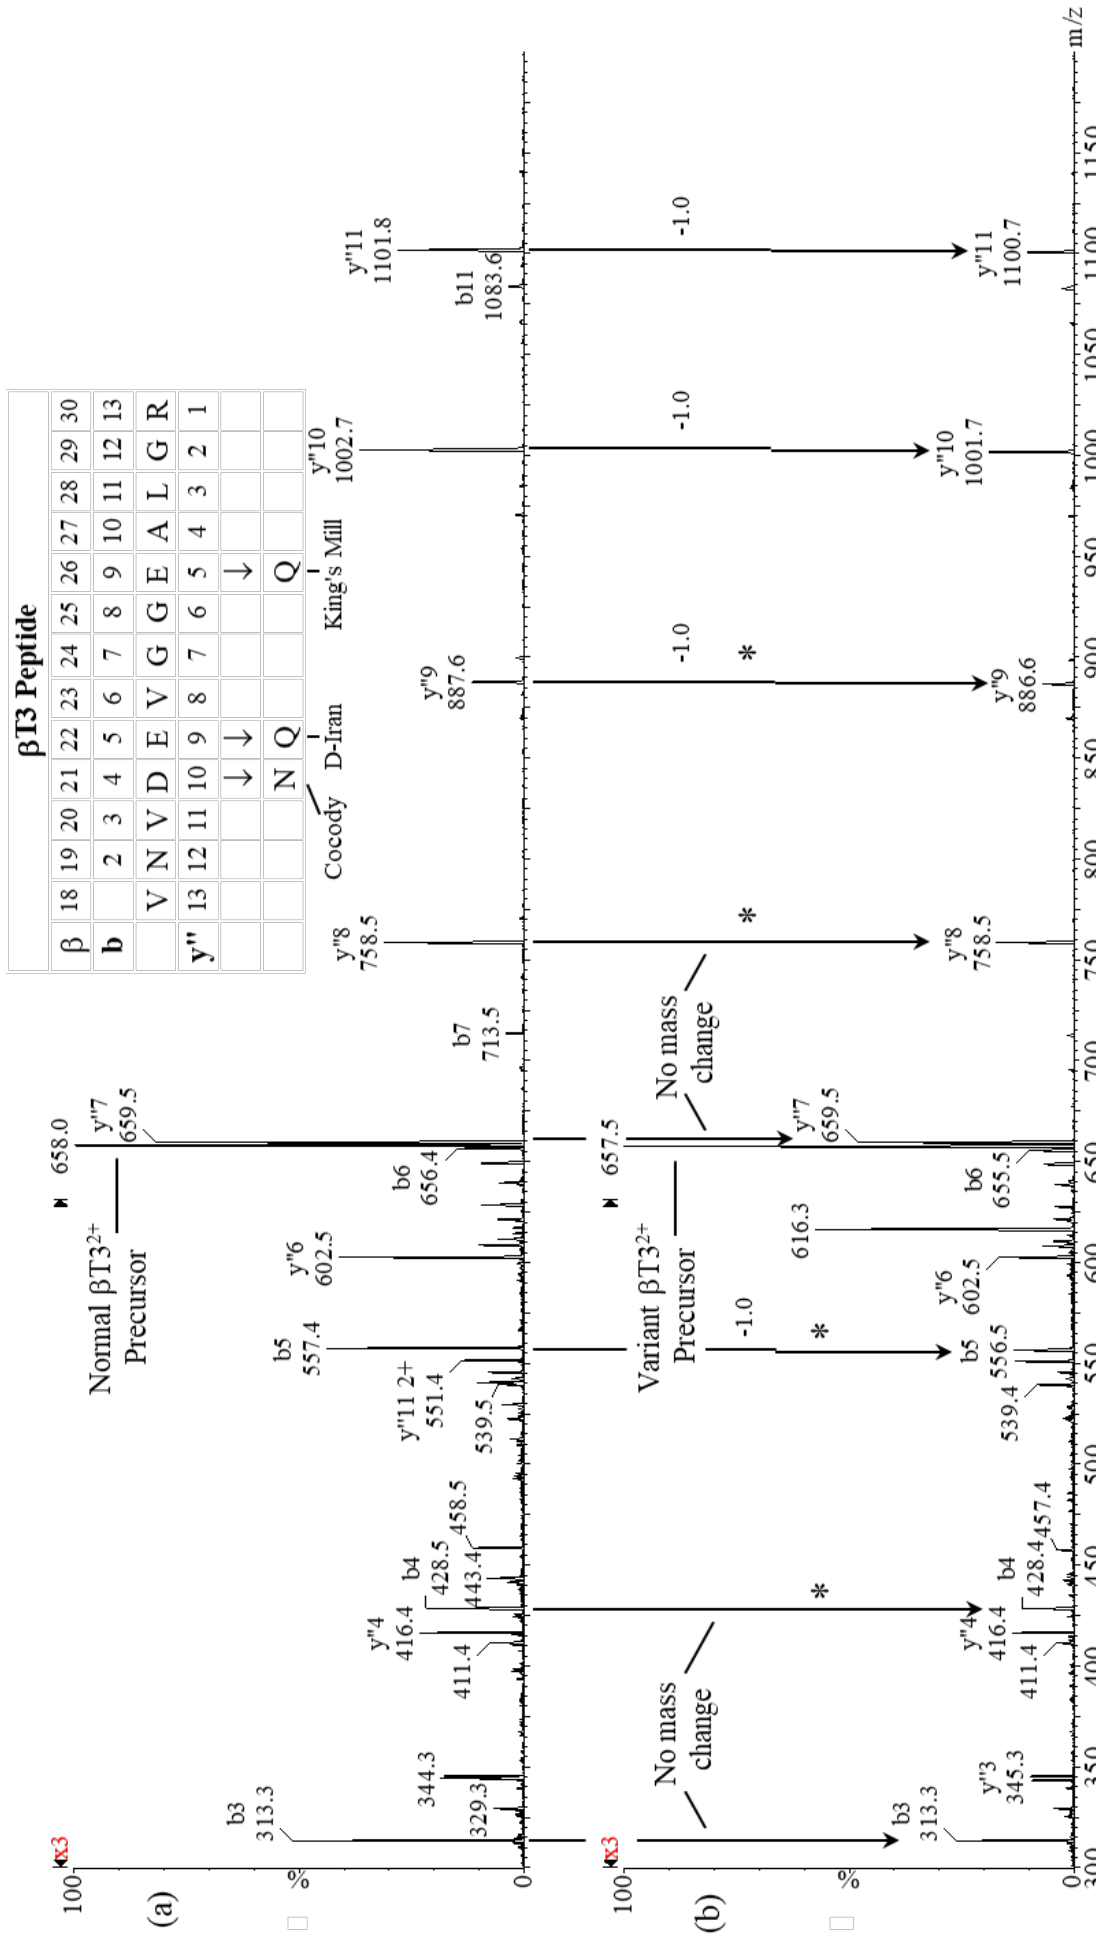 βT3 Peptide
β 18 19 20 21 22 23 24 25 26 27 28 29 30
b 2 3 4 5 6 7 8 9 10 11 12 13
V N V D E V G G E A L G R
y'' 13 12 11 10 9 8 7 6 5 4 3 2 1
↓ ↓ ↓
N Q Q
Cocody D-Iran King's Mill
(a)
x3
100
%
0
b3
313.3
329.3
344.3
411.4
y''4
416.4
b4
428.5
443.4
458.5
539.5
y''11 2+
551.4
b5
557.4
y''6
602.5
Normal βT3²⁺
Precursor
b6
656.4
658.0
y''7
659.5
b7
713.5
y''8
758.5
y''9
887.6
y''10
1002.7
b11
1083.6
y''11
1101.8
No mass
change
*
-1.0
*
No mass
change
*
-1.0
*
-1.0
-1.0
(b)
x3
100
%
0
b3
313.3
y''3
345.3
411.4
y''4
416.4
b4
428.4
457.4
539.4
b5
556.5
y''6
602.5
616.3
Variant βT3²⁺
Precursor
b6
655.5
657.5
y''7
659.5
y''8
758.5
y''9
886.6
y''10
1001.7
y''11
1100.7
300 350 400 450 500 550 600 650 700 750 800 850 900 950 1000 1050 1100 1150
m/z